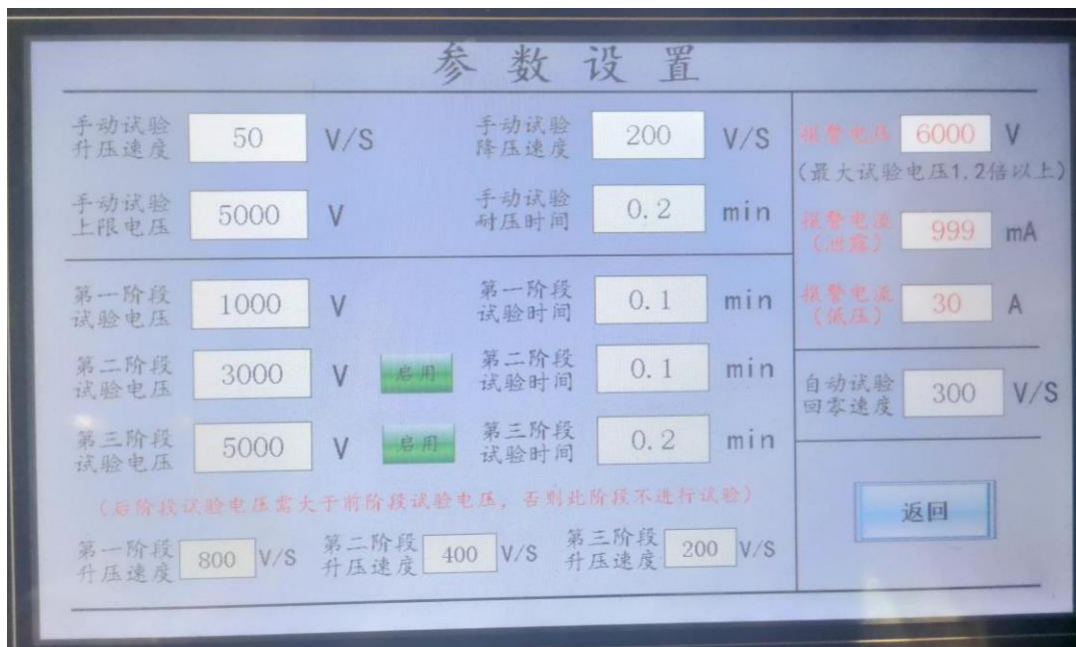 参数设置
手动试验
升压速度
50 V/S
手动试验
降压速度
200 V/S
手动试验
上限电压
5000 V
手动试验
耐压时间
0.2 min
第一阶段
试验电压
1000 V
第一阶段
试验时间
0.1 min
第二阶段
试验电压
3000 V
启用
第二阶段
试验时间
0.1 min
第三阶段
试验电压
5000 V
启用
第三阶段
试验时间
0.2 min
(后阶段试验电压需大于前阶段试验电压，否则此阶段不进行试验)
第一阶段
升压速度
800 V/S
第二阶段
升压速度
400 V/S
第三阶段
升压速度
200 V/S
报警电压 6000 V
(最大试验电压1.2倍以上)
报警电流
(泄露)
999 mA
报警电流
(低压)
30 A
自动试验
回零速度
300 V/S
返回